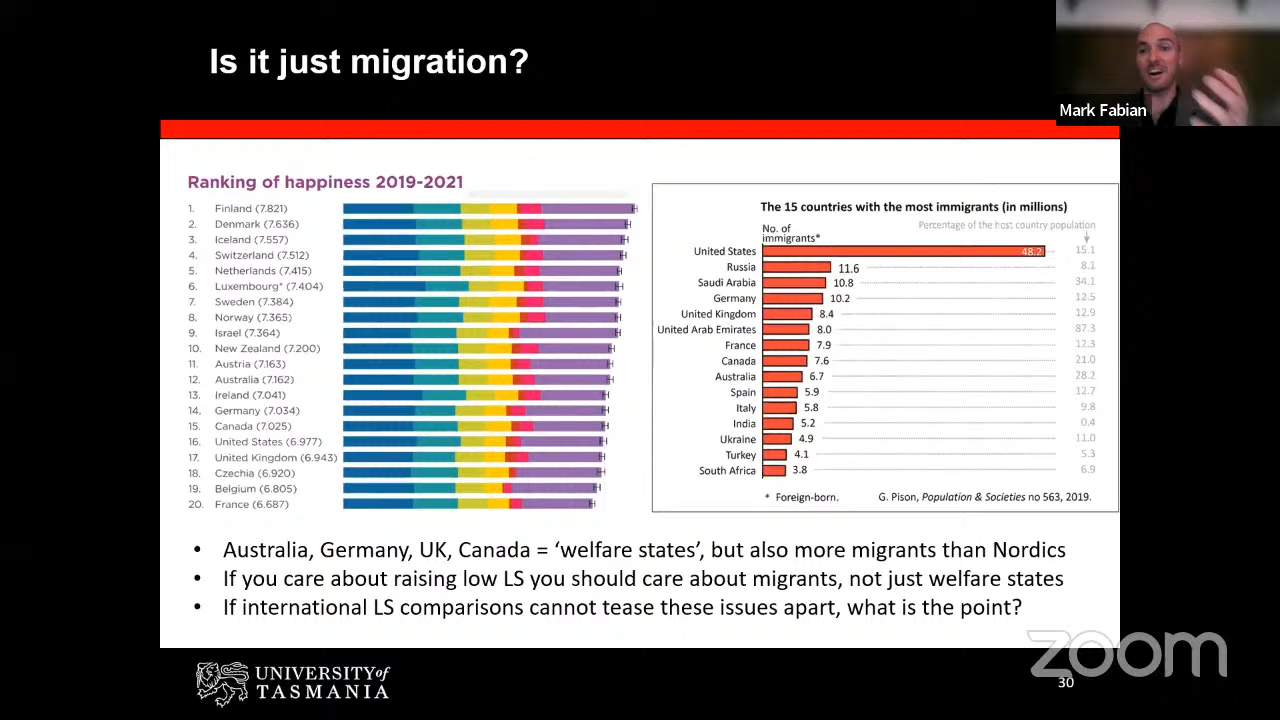 Is it just migration?
Mark Fabian
Ranking of happiness 2019-2021
1. Finland (7.821)
2. Denmark (7.636)
3. Iceland (7.557)
4. Switzerland (7.512)
5. Netherlands (7.415)
6. Luxembourg* (7.404)
7. Sweden (7.384)
8. Norway (7.365)
9. Israel (7.364)
10. New Zealand (7.200)
11. Austria (7.163)
12. Australia (7.162)
13. Ireland (7.041)
14. Germany (7.034)
15. Canada (7.025)
16. United States (6.977)
17. United Kingdom (6.943)
18. Czechia (6.920)
19. Belgium (6.805)
20. France (6.687)
The 15 countries with the most immigrants (in millions)
No. of immigrants*
Percentage of the host country population
United States 48.2 15.1
Russia 11.6 8.1
Saudi Arabia 10.8 34.1
Germany 10.2 12.5
United Kingdom 8.4 12.9
United Arab Emirates 8.0 87.3
France 7.9 12.3
Canada 7.6 21.0
Australia 6.7 28.2
Spain 5.9 12.7
Italy 5.8 9.8
India 5.2 0.4
Ukraine 4.9 11.0
Turkey 4.1 5.3
South Africa 3.8 6.9
* Foreign-born. G. Pison, Population & Societies no 563, 2019.
• Australia, Germany, UK, Canada = ‘welfare states’, but also more migrants than Nordics
• If you care about raising low LS you should care about migrants, not just welfare states
• If international LS comparisons cannot tease these issues apart, what is the point?
UNIVERSITY of
TASMANIA
zoom
30